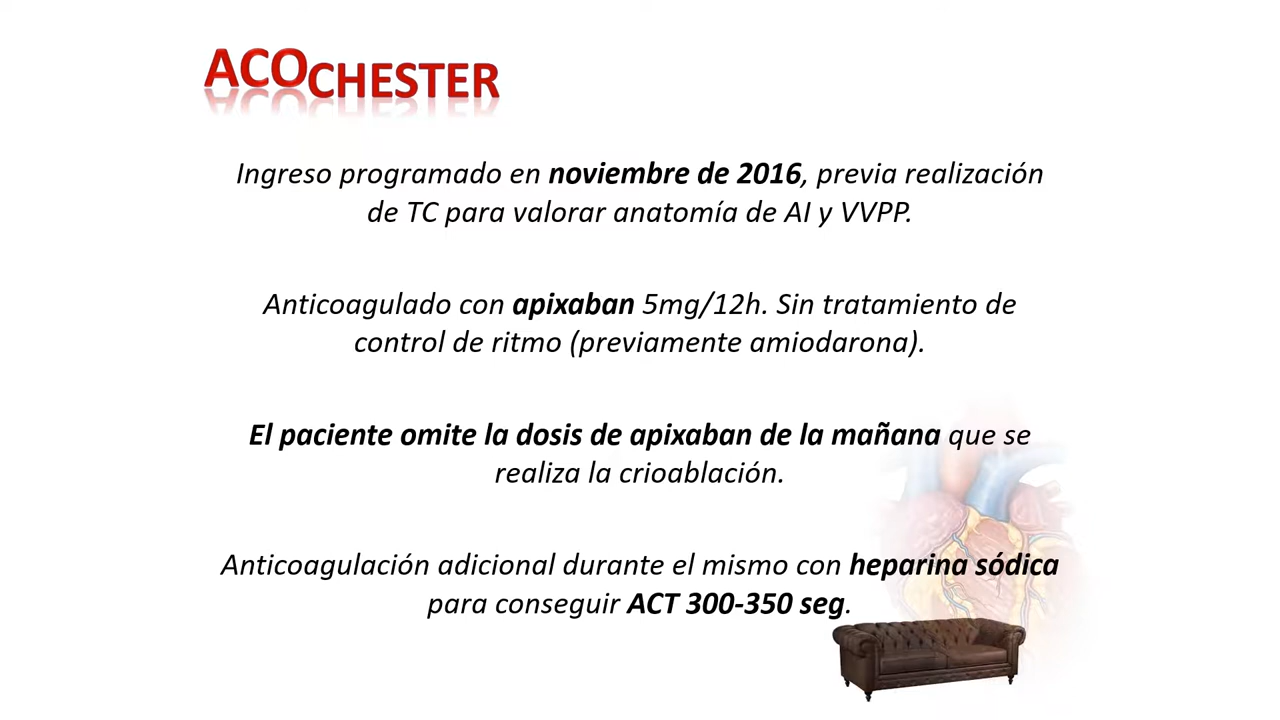 ACOCHESTER
Ingreso programado en noviembre de 2016, previa realización
de TC para valorar anatomía de AI y VVPP.
Anticoagulado con apixaban 5mg/12h. Sin tratamiento de
control de ritmo (previamente amiodarona).
El paciente omite la dosis de apixaban de la mañana que se
realiza la crioablación.
Anticoagulación adicional durante el mismo con heparina sódica
para conseguir ACT 300-350 seg.